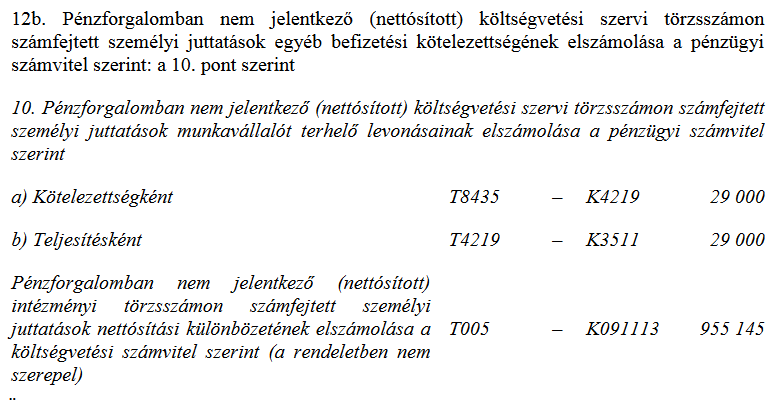 12b. Pénzforgalomban nem jelentkező (nettósított) költségvetési szervi törzsszámon
számfejtett személyi juttatások egyéb befizetési kötelezettségének elszámolása a pénzügyi
számvitel szerint: a 10. pont szerint
10. Pénzforgalomban nem jelentkező (nettósított) költségvetési szervi törzsszámon számfejtett
személyi juttatások munkavállalót terhelő levonásainak elszámolása a pénzügyi számvitel
szerint
a) Kötelezettségként T8435 – K4219 29 000
b) Teljesítésként T4219 – K3511 29 000
Pénzforgalomban nem jelentkező (nettósított)
intézményi törzsszámon számfejtett személyi
juttatások nettósítási különbözetének elszámolása a T005 – K091113 955 145
költségvetési számvitel szerint (a rendeletben nem
szerepel)